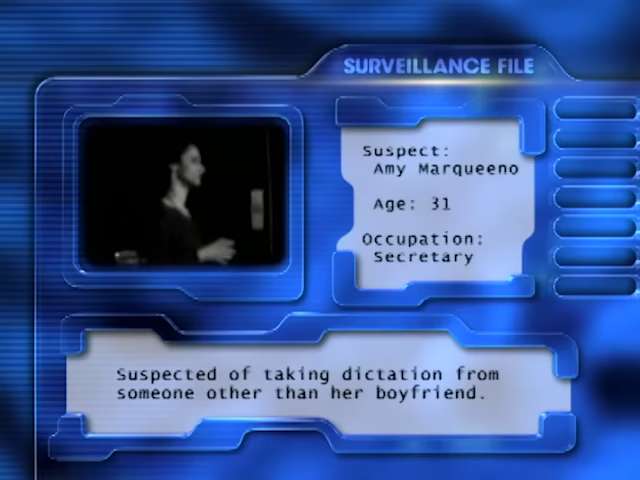 SURVEILLANCE FILE
Suspect:
Amy Marqueeno
Age: 31
Occupation:
Secretary
Suspected of taking dictation from
someone other than her boyfriend.